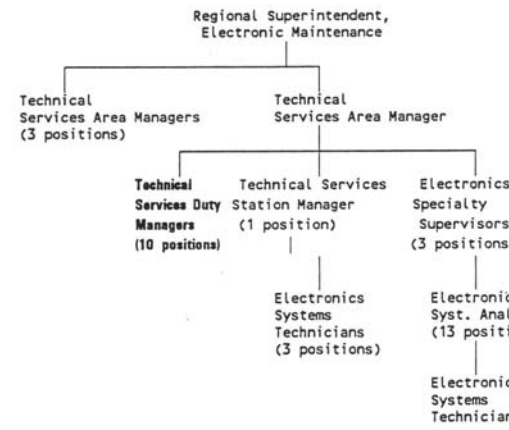 Regional Superintendent,
Electronic Maintenance
Technical
Services Area Managers
(3 positions)
Technical
Services Area Manager
Technical
Services Duty
Managers
(10 positions)
Technical Services
Station Manager
(1 position)
Electronics
Specialty
Supervisors
(3 positions
Electronics
Systems
Technicians
(3 positions)
Electronic
Syst. Anal
(13 positi
Electronic
Systems
Technician